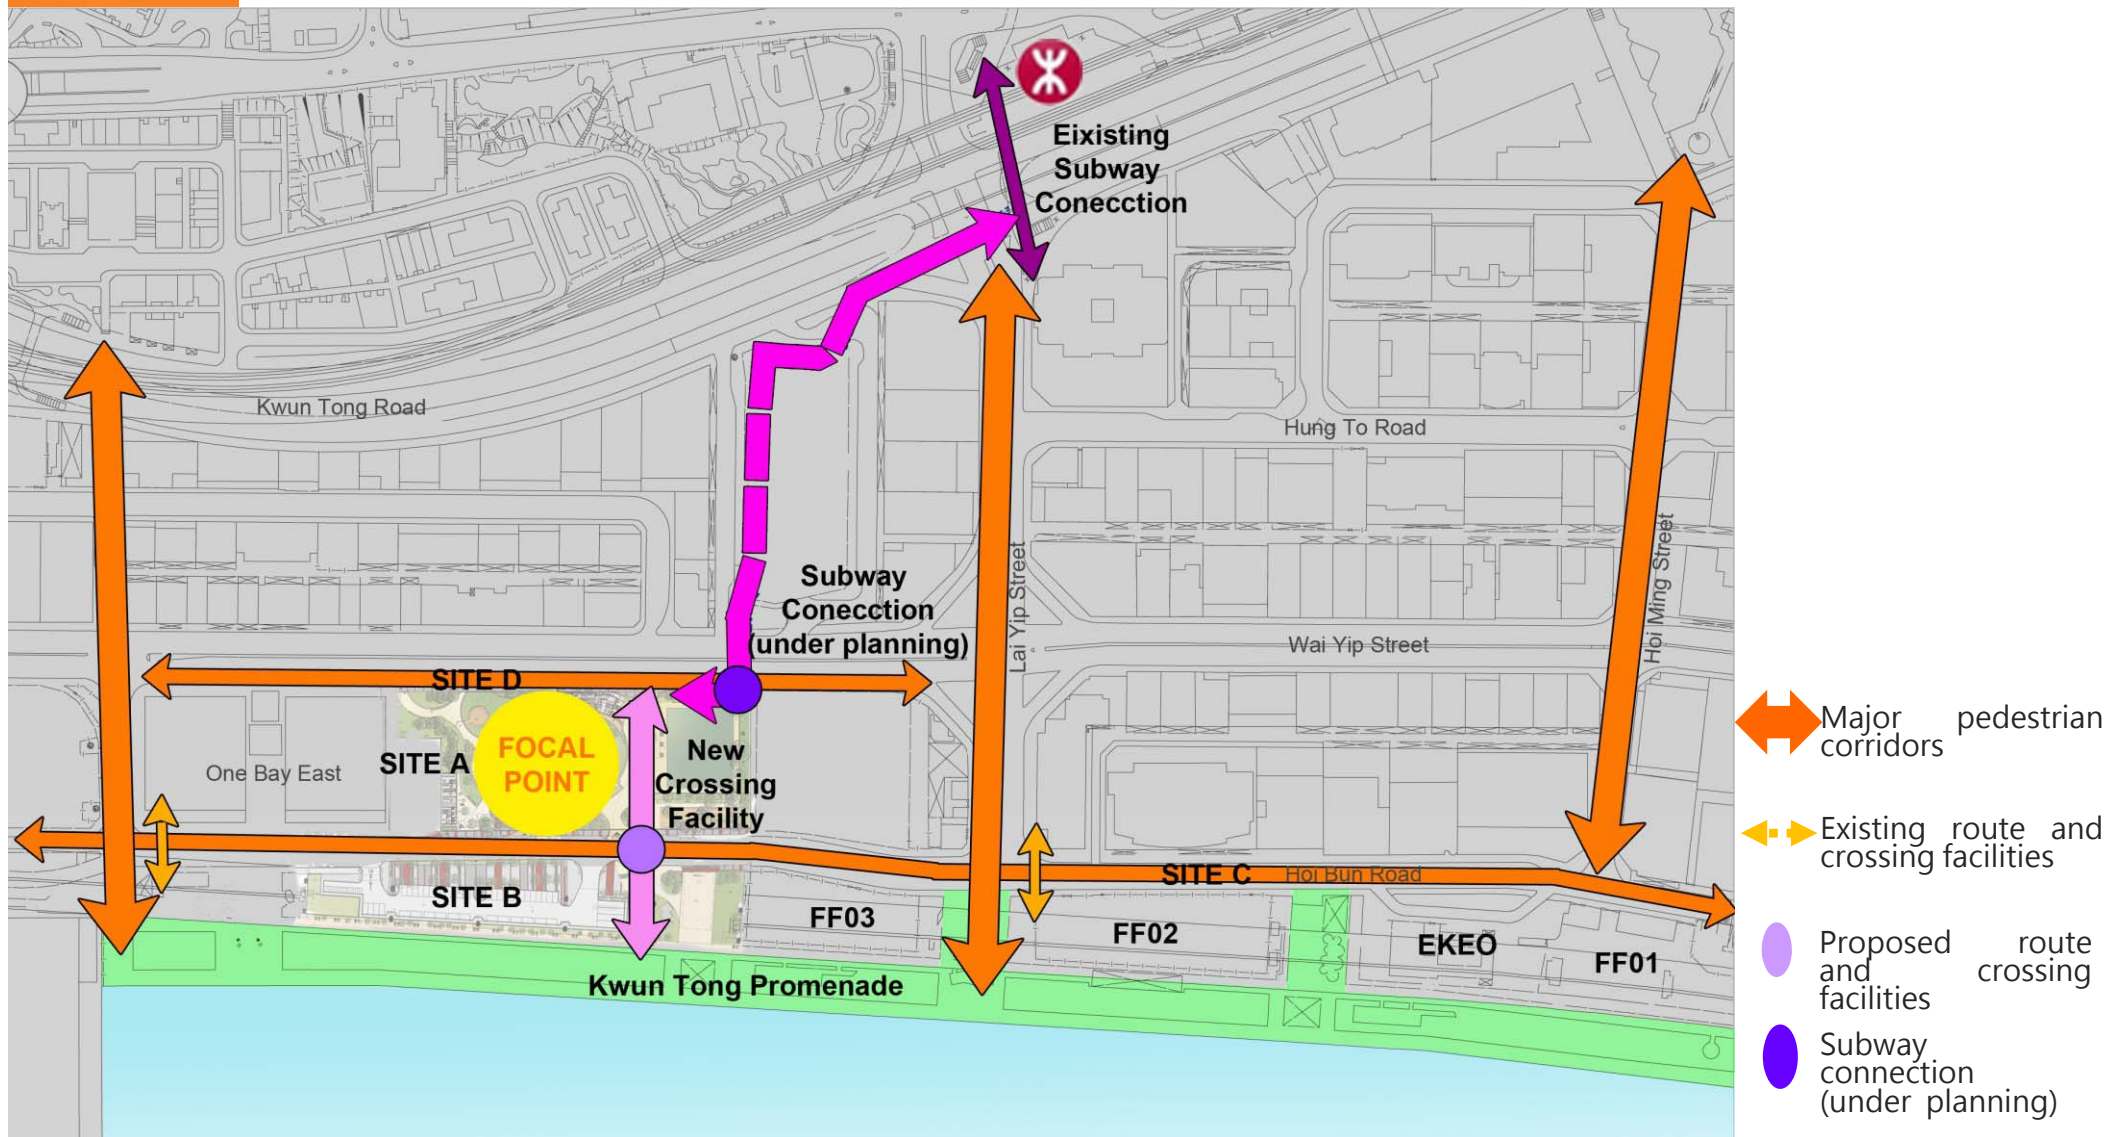 Eixisting
Subway
Conecction
Kwun Tong Road
Hung To Road
Subway
Conecction
(under planning)
Lai Yip Street
Hoi Ming Street
Wai Yip Street
SITE D
FOCAL
POINT
SITE A
One Bay East
New
Crossing
Facility
SITE B
SITE C
Hoi Bun Road
FF03
FF02
EKEO
FF01
Kwun Tong Promenade
Major pedestrian
corridors
Existing route and
crossing facilities
Proposed route
and crossing
facilities
Subway
connection
(under planning)